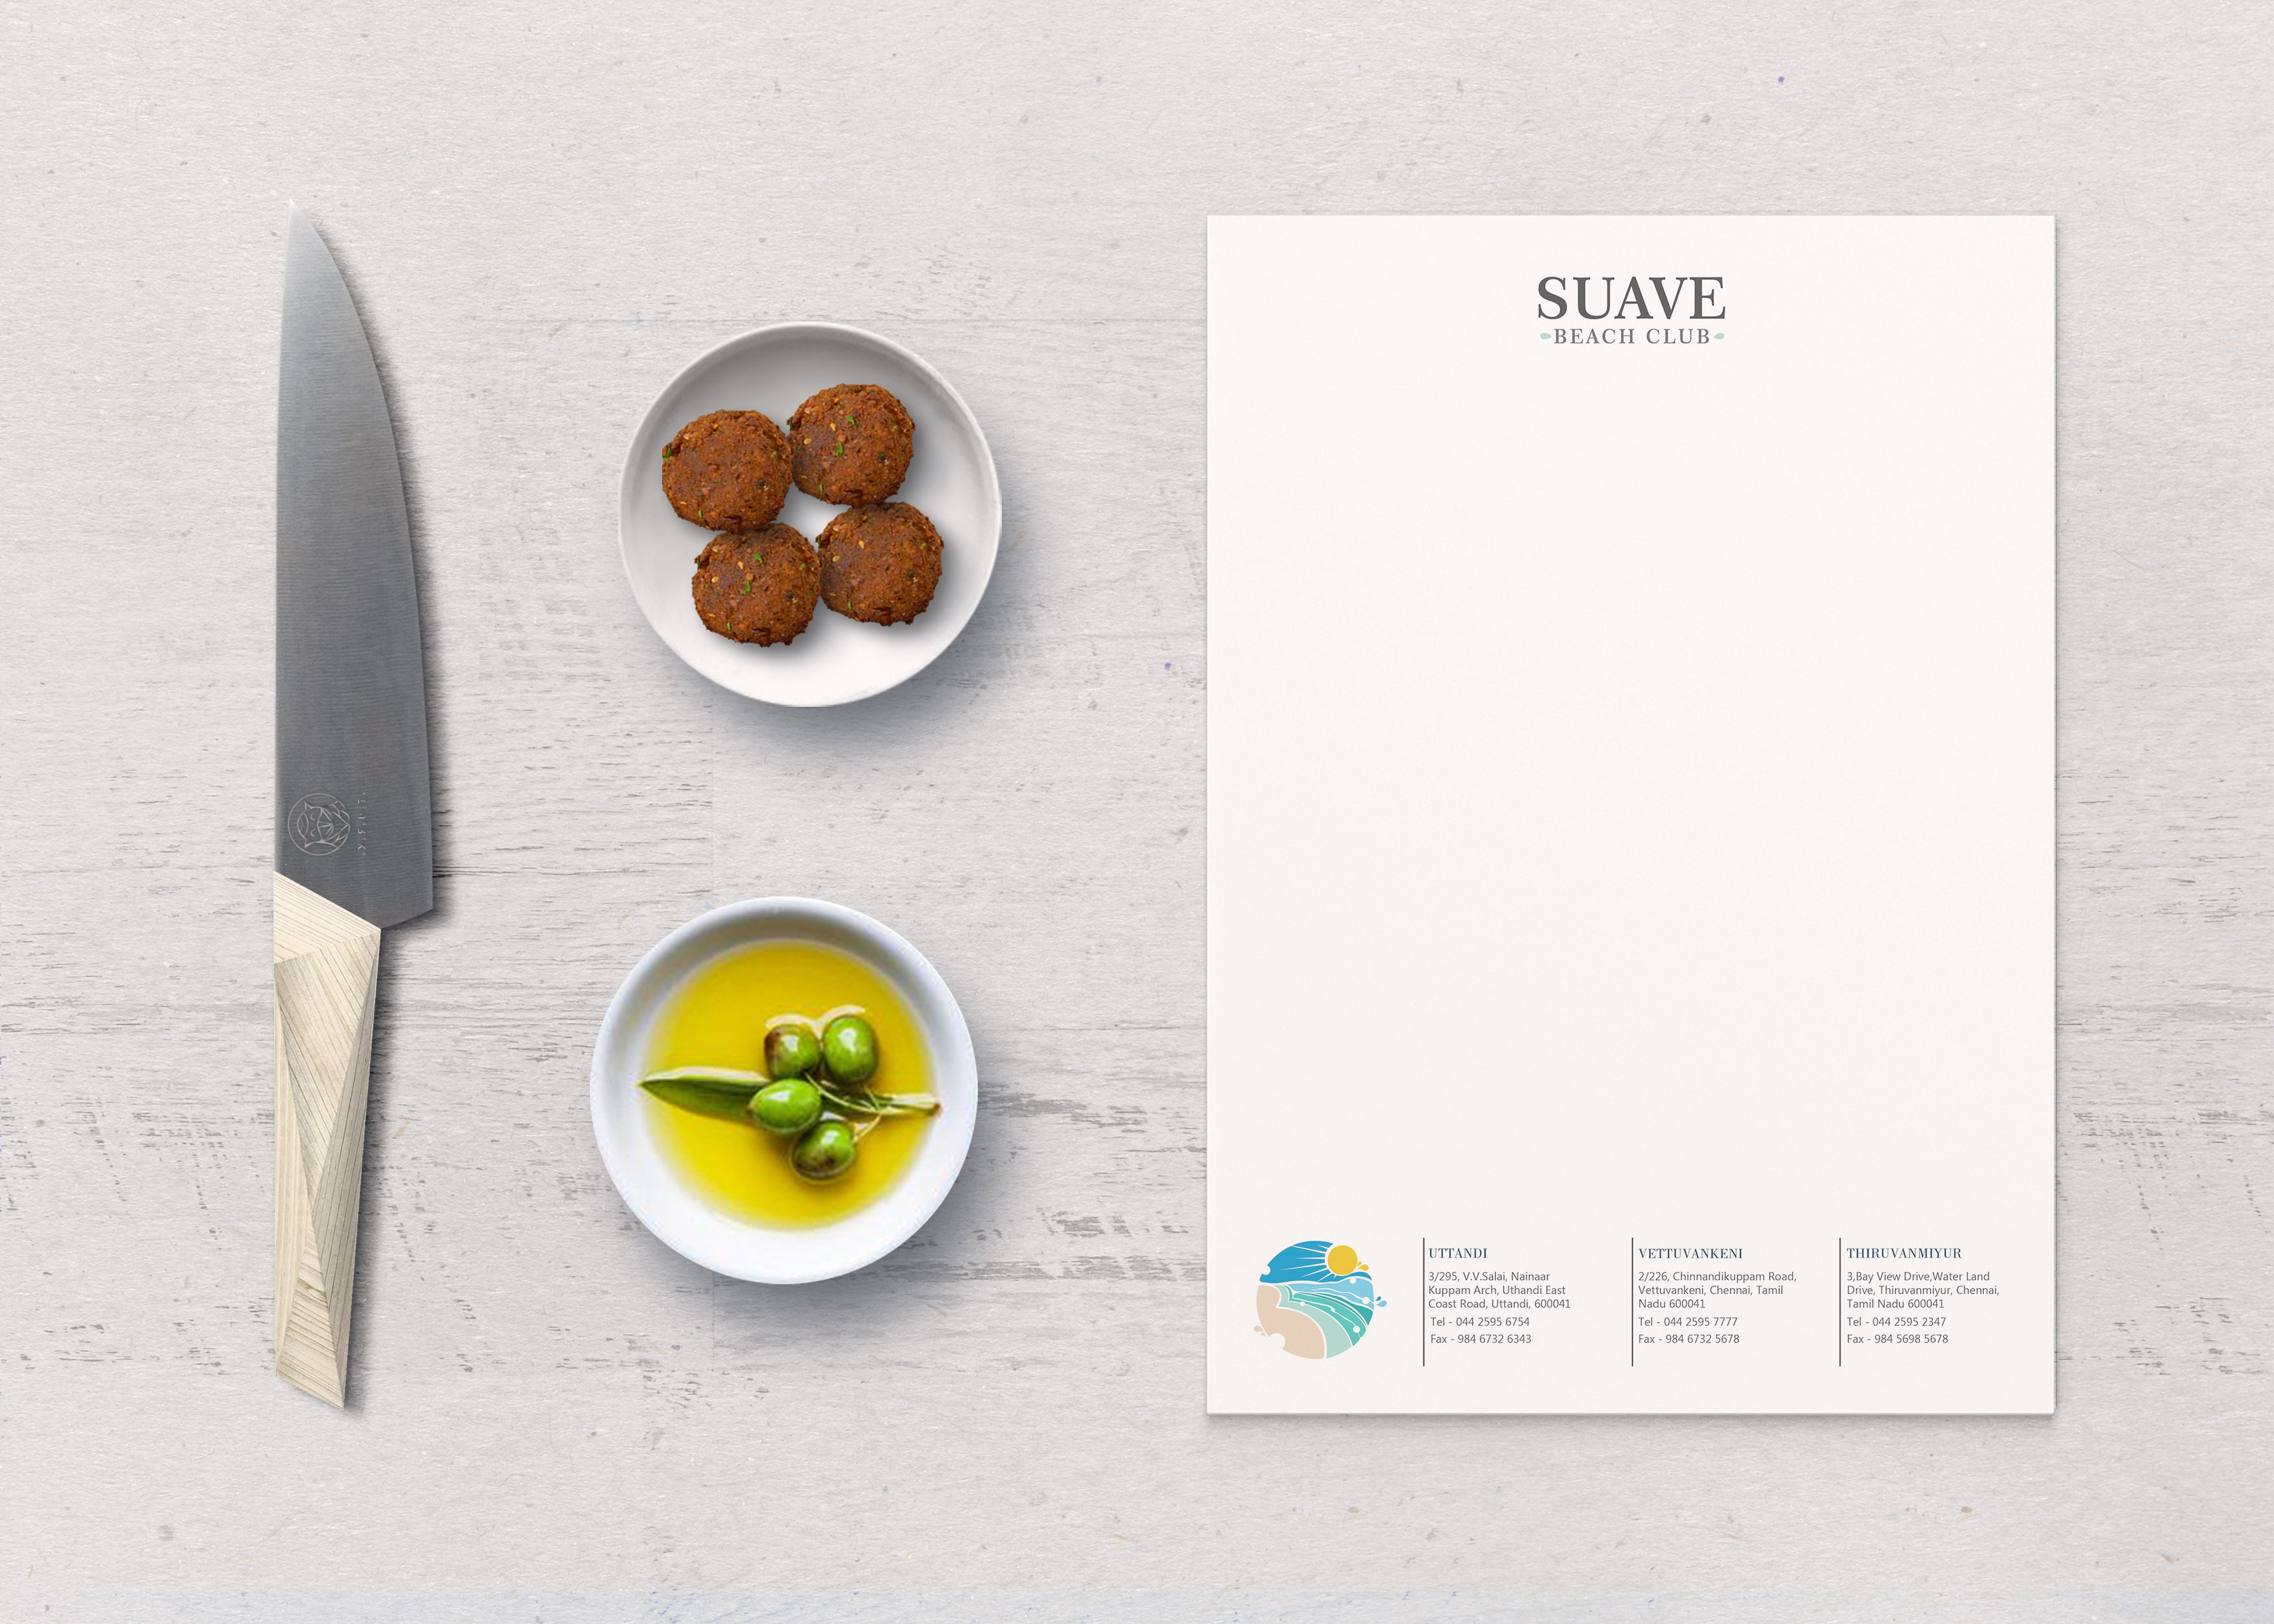 SUAVE
BEACH CLUB
UTTANDI
3/295, V.V.Salai, Nainaar
Kuppam Arch, Uthandi East
Coast Road, Uttandi, 600041
Tel - 044 2595 6754
Fax - 984 6732 6343
VETTUVANKENI
2/226, Chinnandikuppam Road,
Vettuvankeni, Chennai, Tamil
Nadu 600041
Tel - 044 2595 7777
Fax - 984 6732 5678
THIRUVANMIYUR
3,Bay View Drive,Water Land
Drive, Thiruvanmiyur, Chennai,
Tamil Nadu 600041
Tel - 044 2595 2347
Fax - 984 5698 5678